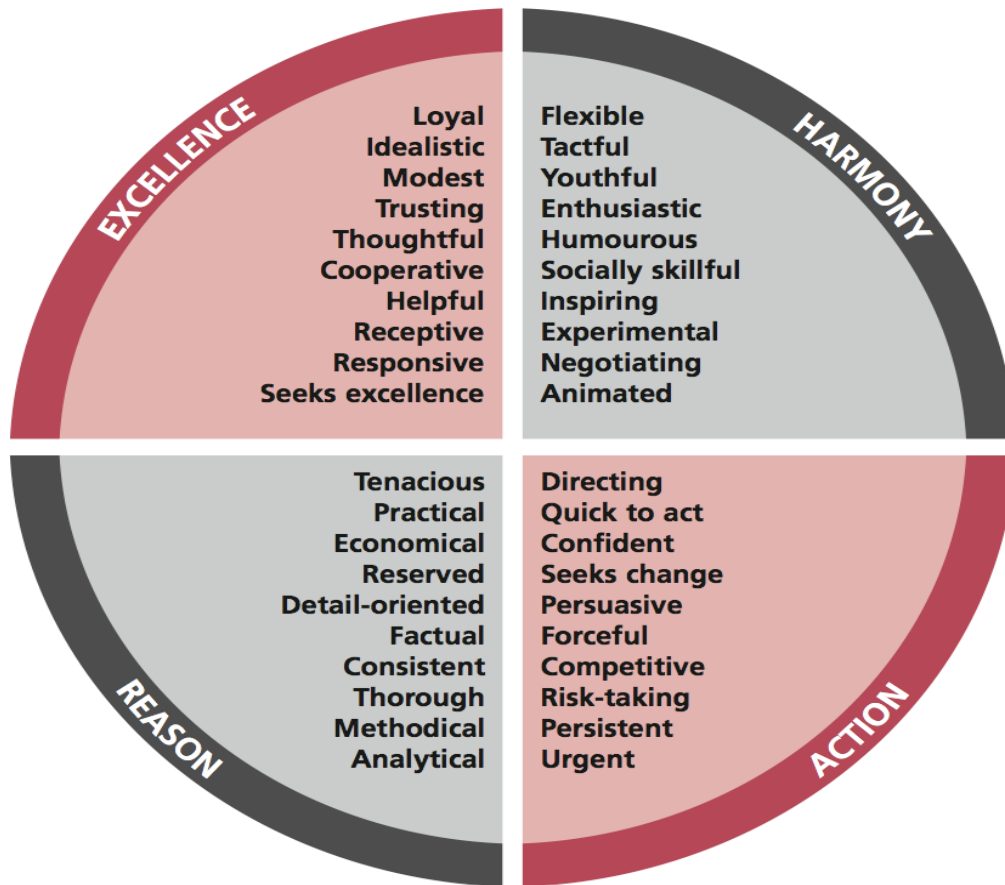 EXCELLENCE
Loyal
Idealistic
Modest
Trusting
Thoughtful
Cooperative
Helpful
Receptive
Responsive
Seeks excellence
HARMONY
Flexible
Tactful
Youthful
Enthusiastic
Humourous
Socially skillful
Inspiring
Experimental
Negotiating
Animated
REASON
Tenacious
Practical
Economical
Reserved
Detail-oriented
Factual
Consistent
Thorough
Methodical
Analytical
ACTION
Directing
Quick to act
Confident
Seeks change
Persuasive
Forceful
Competitive
Risk-taking
Persistent
Urgent